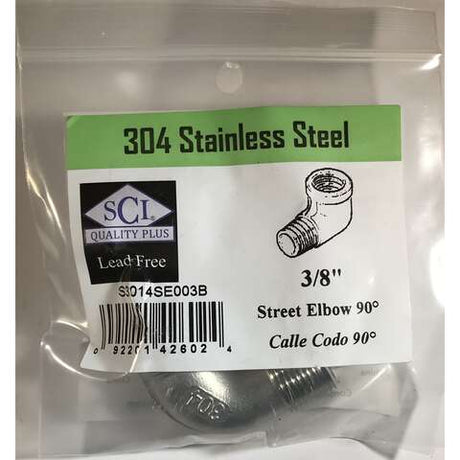 304 Stainless Steel
SCI
QUALITY PLUS
Lead-Free
S3014SE003B
0 92201 42602 4
3/8"
Street Elbow 90°
Calle Codo 90°